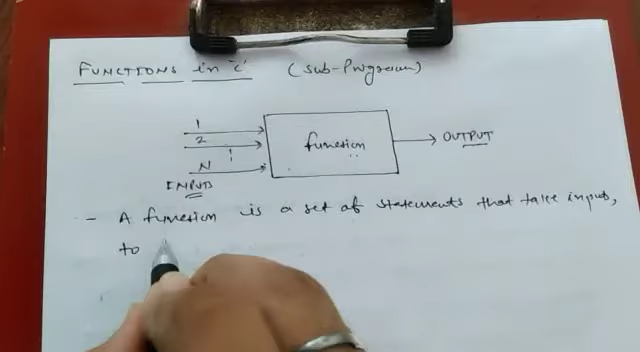 FUNCTIONS in 'C' (Sub-Program)
1
2
N
INPUT
function
OUTPUT
- A function is a set of statements that take inputs,
to